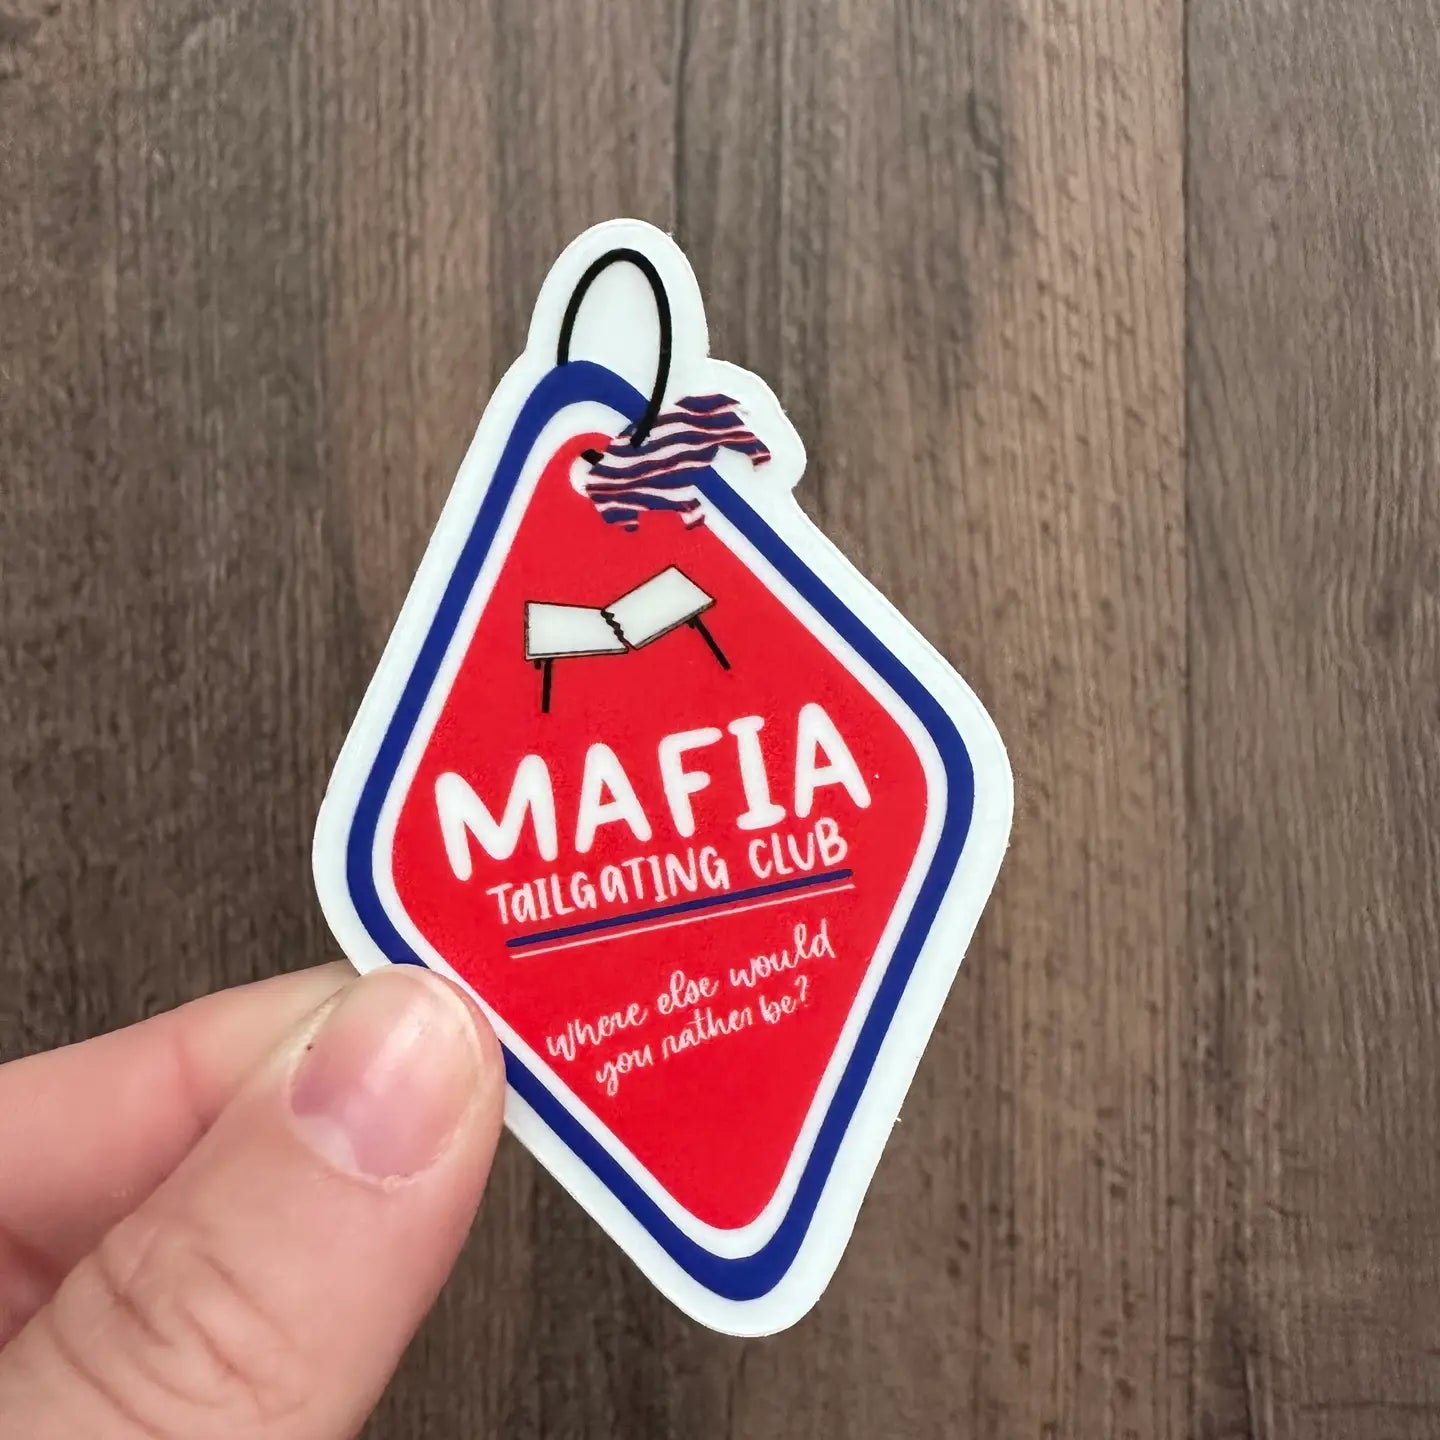 MAFIA
TAILGATING CLUB
where else would
you rather be?